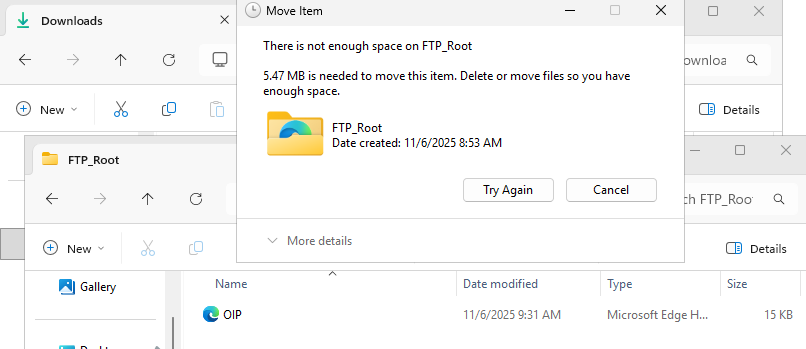 Downloads
Move Item
There is not enough space on FTP_Root
5.47 MB is needed to move this item. Delete or move files so you have
enough space.
FTP_Root
Date created: 11/6/2025 8:53 AM
Try Again
Cancel
More details
New
Details
FTP_Root
FTP_Roo
New
Details
Gallery
Name
Date modified
Type
Size
OIP
11/6/2025 9:31 AM
Microsoft Edge H...
15 KB